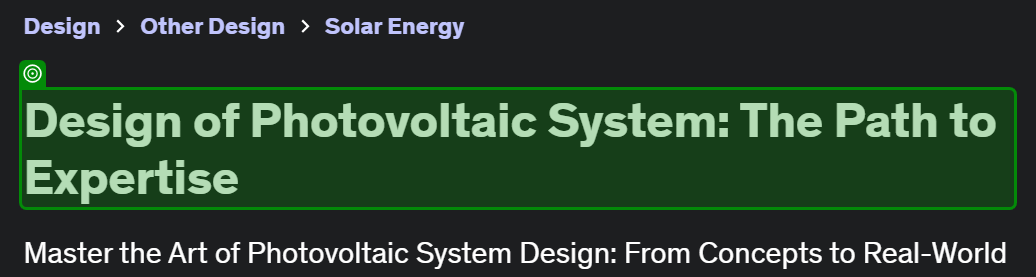 Design > Other Design > Solar Energy
Design of Photovoltaic System: The Path to
Expertise
Master the Art of Photovoltaic System Design: From Concepts to Real-World